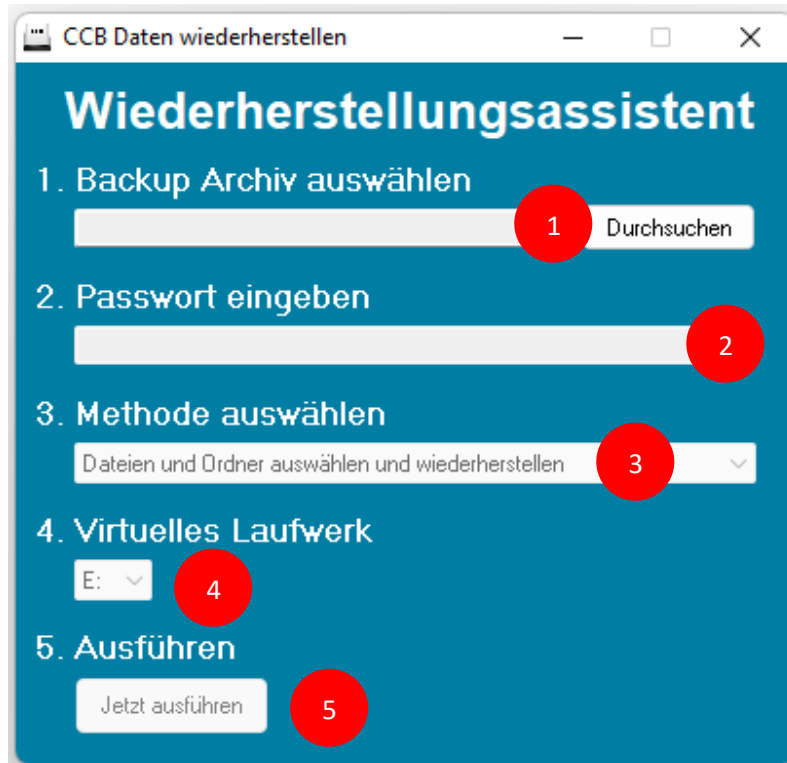 CCB Daten wiederherstellen
Wiederherstellungsassistent
1. Backup Archiv auswählen
1 Durchsuchen
2. Passwort eingeben
2
3. Methode auswählen
Dateien und Ordner auswählen und wiederherstellen 3
4. Virtuelles Laufwerk
E: 4
5. Ausführen
Jetzt ausführen 5